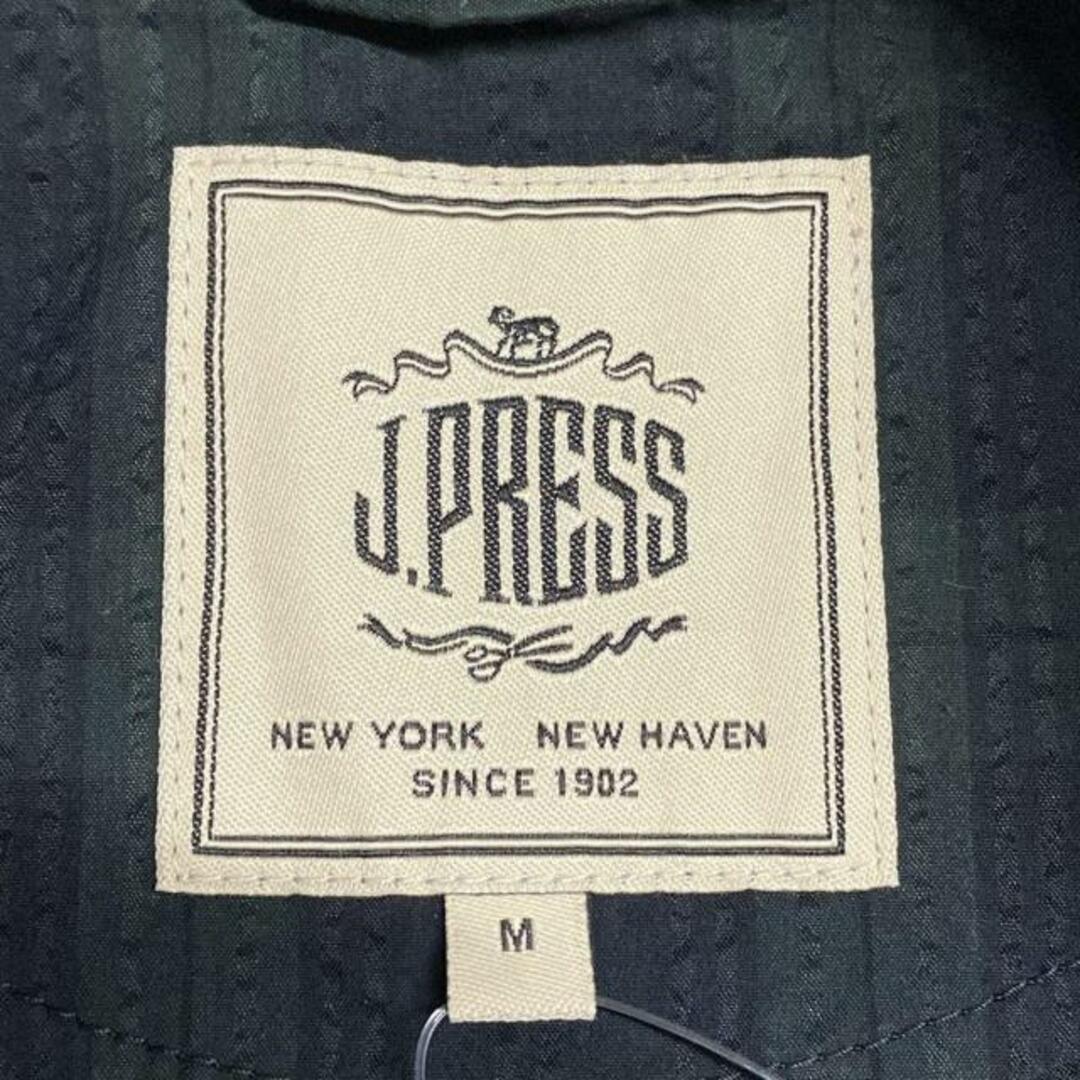 J.PRESS
NEW YORK NEW HAVEN
SINCE 1902
M